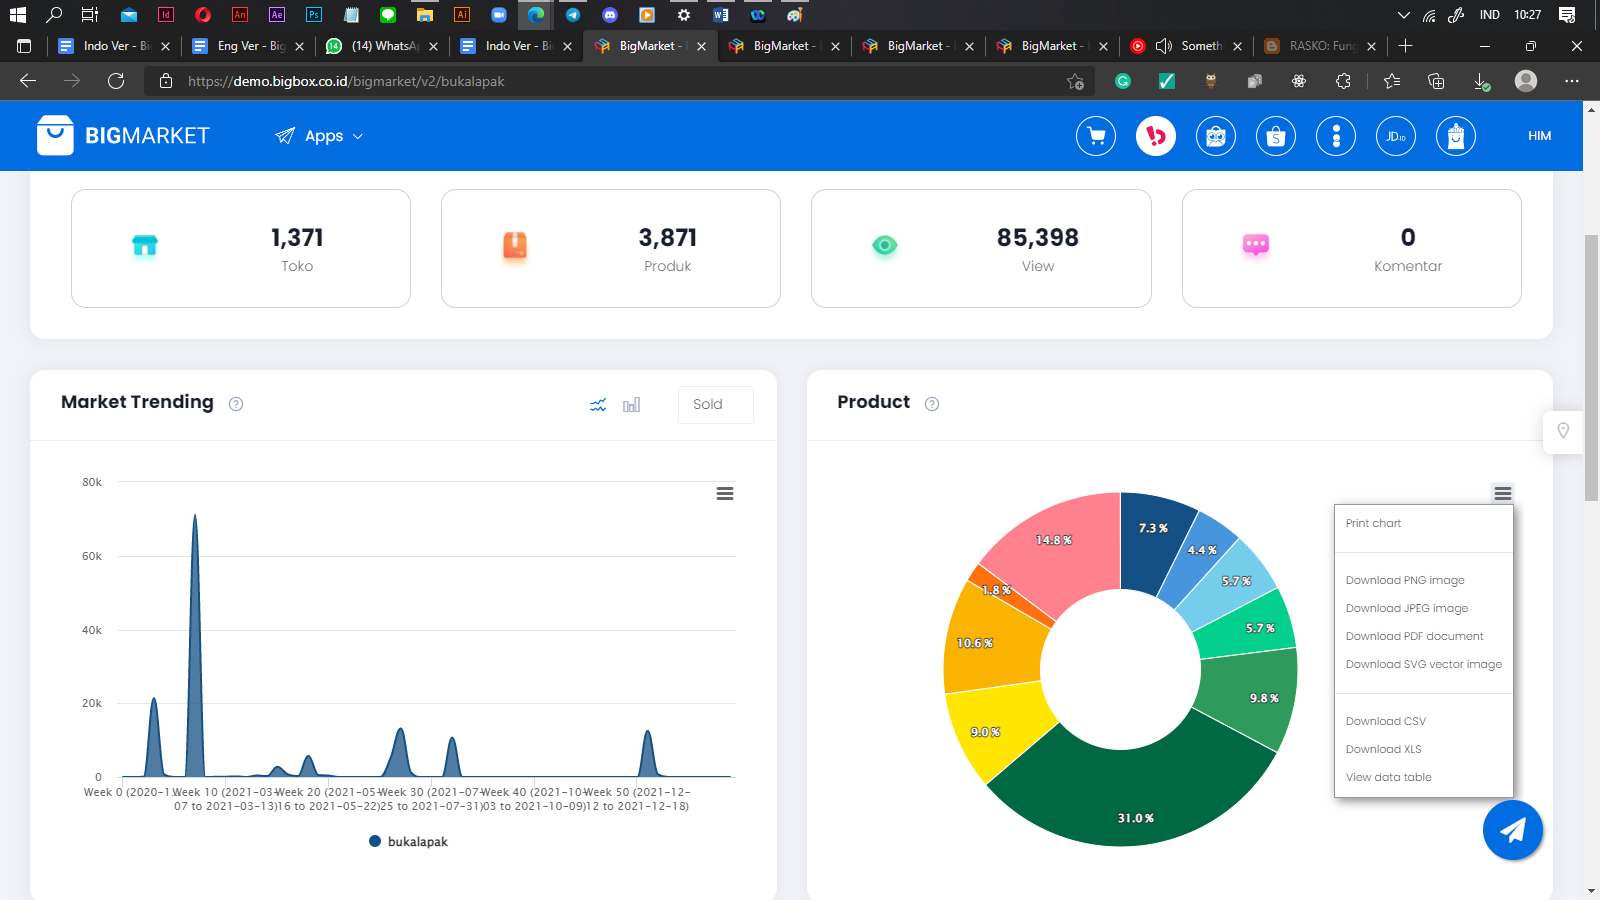 Id
An
Ae
Ps
Ai
IND
10:27
Indo Ver - Bi
Eng Ver - Big
14
(14) WhatsA
Indo Ver - Bi
BigMarket -
BigMarket -
BigMarket -
BigMarket -
Someth
RASKO: Fung
https://demo.bigbox.co.id/bigmarket/v2/bukalapak
BIGMARKET
Apps
S
JD.ID
HIM
1,371
Toko
3,871
Produk
85,398
View
0
Komentar
Market Trending
Sold
Product
80k
60k
40k
20k
0
Week 10 (2021-03-
07 to 2021-03-13)
Week 20 (2021-05-
16 to 2021-05-22)
Week 30 (2021-07-
25 to 2021-07-31)
Week 40 (2021-10-
03 to 2021-10-09)
Week 50 (2021-12-
12 to 2021-12-18)
Week 0 (2020-1
bukalapak
7.3 %
4.4 %
5.7 %
5.7 %
9.8 %
31.0 %
9.0 %
10.6 %
1.8 %
14.8 %
Print chart
Download PNG image
Download JPEG image
Download PDF document
Download SVG vector image
Download CSV
Download XLS
View data table